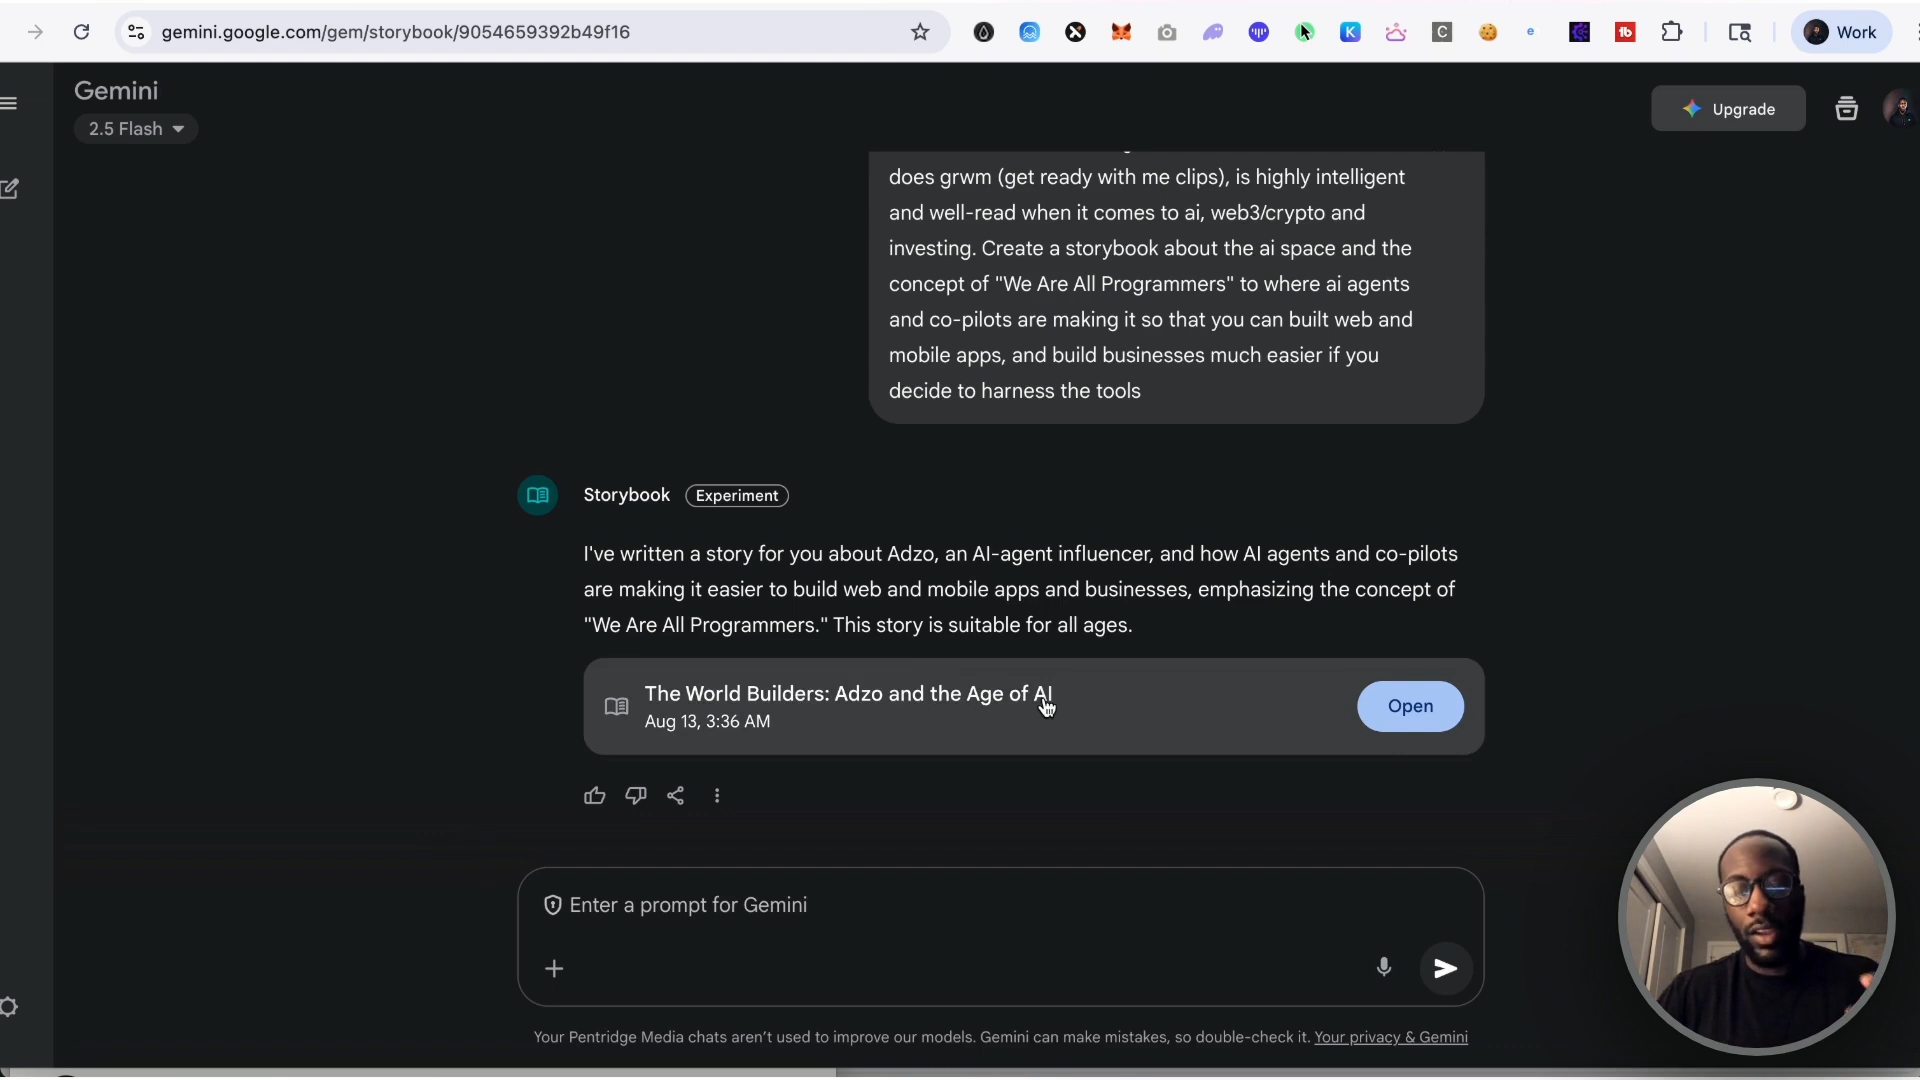 gemini.google.com/gem/storybook/9054659392b49f16
Work
Gemini
2.5 Flash
Upgrade
does grwm (get ready with me clips), is highly intelligent
and well-read when it comes to ai, web3/crypto and
investing. Create a storybook about the ai space and the
concept of "We Are All Programmers" to where ai agents
and co-pilots are making it so that you can built web and
mobile apps, and build businesses much easier if you
decide to harness the tools
Storybook
Experiment
I've written a story for you about Adzo, an AI-agent influencer, and how AI agents and co-pilots
are making it easier to build web and mobile apps and businesses, emphasizing the concept of
"We Are All Programmers." This story is suitable for all ages.
The World Builders: Adzo and the Age of AI
Aug 13, 3:36 AM
Open
Enter a prompt for Gemini
Your Pentridge Media chats aren't used to improve our models. Gemini can make mistakes, so double-check it. Your privacy & Gemini